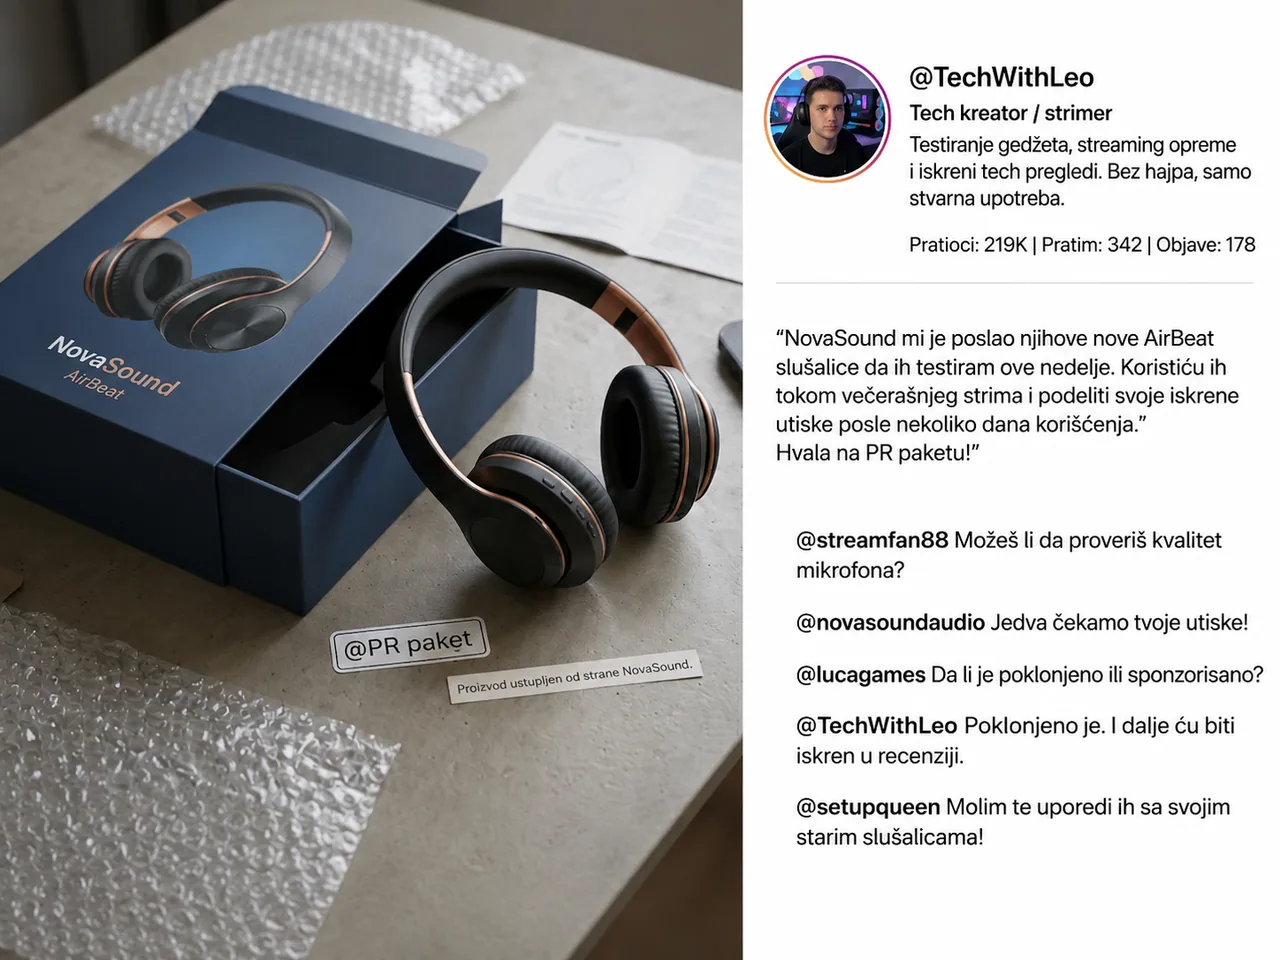 NovaSound
AirBeat
@PR paket
Proizvod ustupljen od strane NovaSound.
@TechWithLeo
Tech kreator / strimer
Testiranje gedžeta, streaming opreme
i iskreni tech pregledi. Bez hajpa, samo
stvarna upotreba.
Pratioci: 219K | Pratim: 342 | Objave: 178
“NovaSound mi je poslao njihove nove AirBeat
slušalice da ih testiram ove nedelje. Koristiću ih
tokom večerašnjeg strima i podeliti svoje iskrene
utiske posle nekoliko dana korišćenja.”
Hvala na PR paketu!”
@streamfan88 Možeš li da proveriš kvalitet
mikrofona?
@novasoundaudio Jedva čekamo tvoje utiske!
@lucagames Da li je poklonjeno ili sponzorisano?
@TechWithLeo Poklonjeno je. I dalje ću biti
iskren u recenziji.
@setupqueen Molim te uporedi ih sa svojim
starim slušalicama!